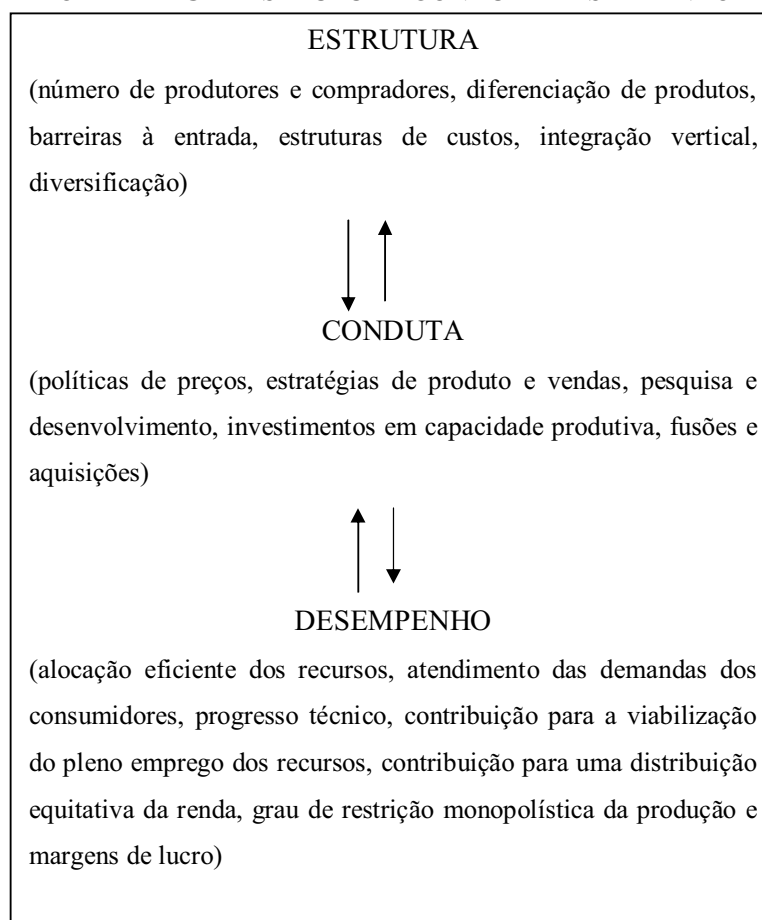 ESTRUTURA
(número de produtores e compradores, diferenciação de produtos,
barreiras à entrada, estruturas de custos, integração vertical,
diversificação)
CONDUTA
(políticas de preços, estratégias de produto e vendas, pesquisa e
desenvolvimento, investimentos em capacidade produtiva, fusões e
aquisições)
DESEMPENHO
(alocação eficiente dos recursos, atendimento das demandas dos
consumidores, progresso técnico, contribuição para a viabilização
do pleno emprego dos recursos, contribuição para uma distribuição
equitativa da renda, grau de restrição monopolística da produção e
margens de lucro)